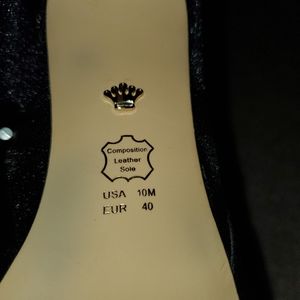 Composition
Leather
Sole
USA 10M
EUR 40